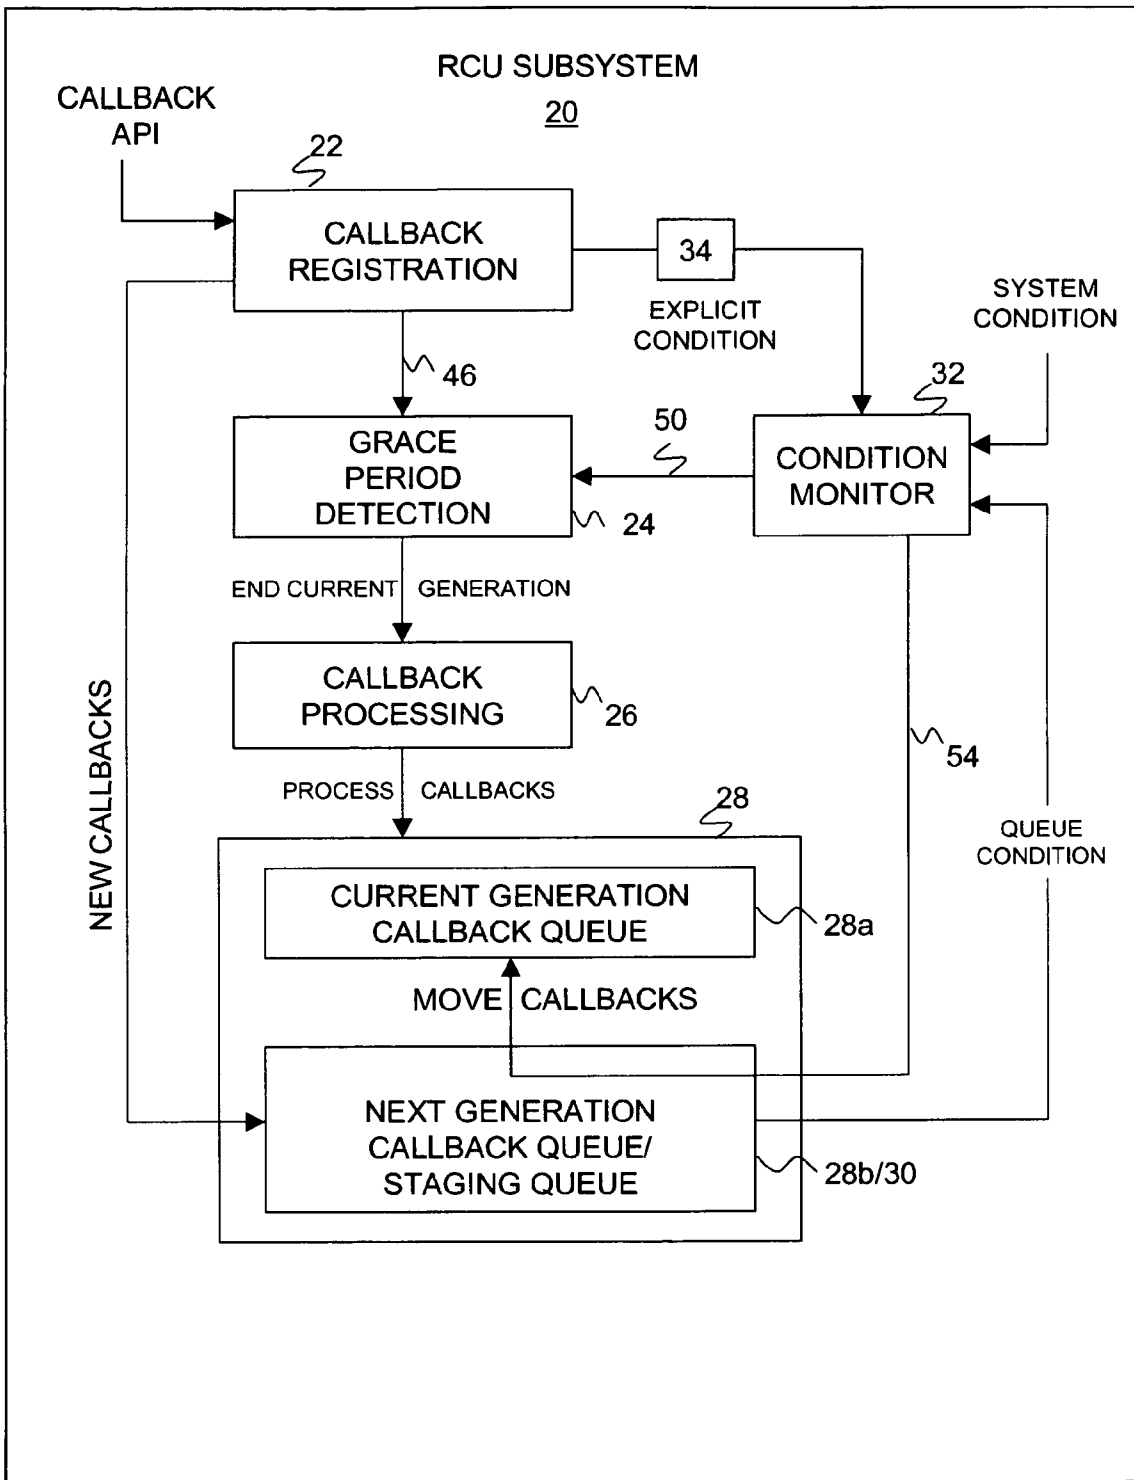 RCU SUBSYSTEM
20
CALLBACK
API
22
CALLBACK
REGISTRATION
34
EXPLICIT
CONDITION
SYSTEM
CONDITION
46
32
GRACE
PERIOD
DETECTION
50
CONDITION
MONITOR
24
END CURRENT GENERATION
CALLBACK
PROCESSING
26
54
NEW CALLBACKS
PROCESS CALLBACKS
28
QUEUE
CONDITION
CURRENT GENERATION
CALLBACK QUEUE
28a
MOVE CALLBACKS
NEXT GENERATION
CALLBACK QUEUE/
STAGING QUEUE
28b/30